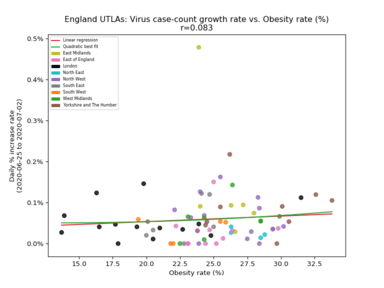 England UTLAs: Virus case-count growth rate vs. Obesity rate (%)
r=0.083
Linear regression
Quadratic best fit
East Midlands
East of England
London
North East
North West
South East
South West
West Midlands
Yorkshire and The Humber
0.5%
0.4%
0.3%
0.2%
0.1%
0.0%
Daily % increase rate
(2020-06-25 to 2020-07-02)
15.0
17.5
20.0
22.5
25.0
27.5
30.0
32.5
Obesity rate (%)